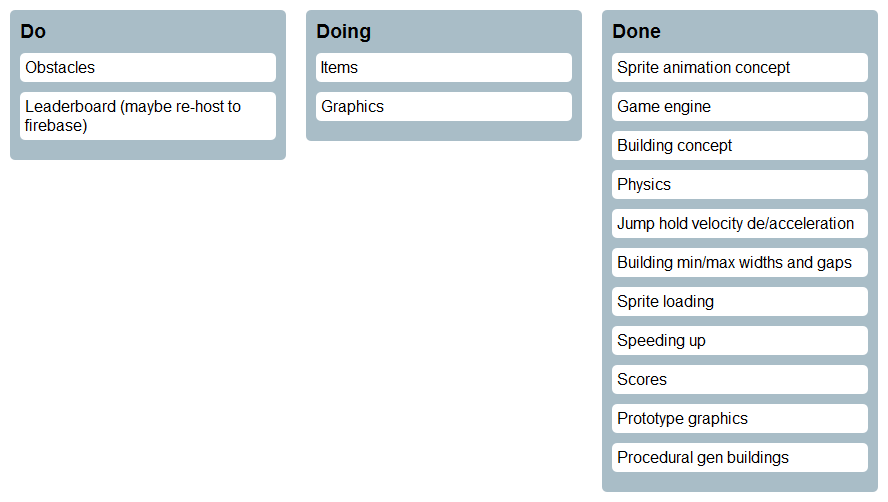 Do
Obstacles
Leaderboard (maybe re-host to
firebase)
Doing
Items
Graphics
Done
Sprite animation concept
Game engine
Building concept
Physics
Jump hold velocity de/acceleration
Building min/max widths and gaps
Sprite loading
Speeding up
Scores
Prototype graphics
Procedural gen buildings